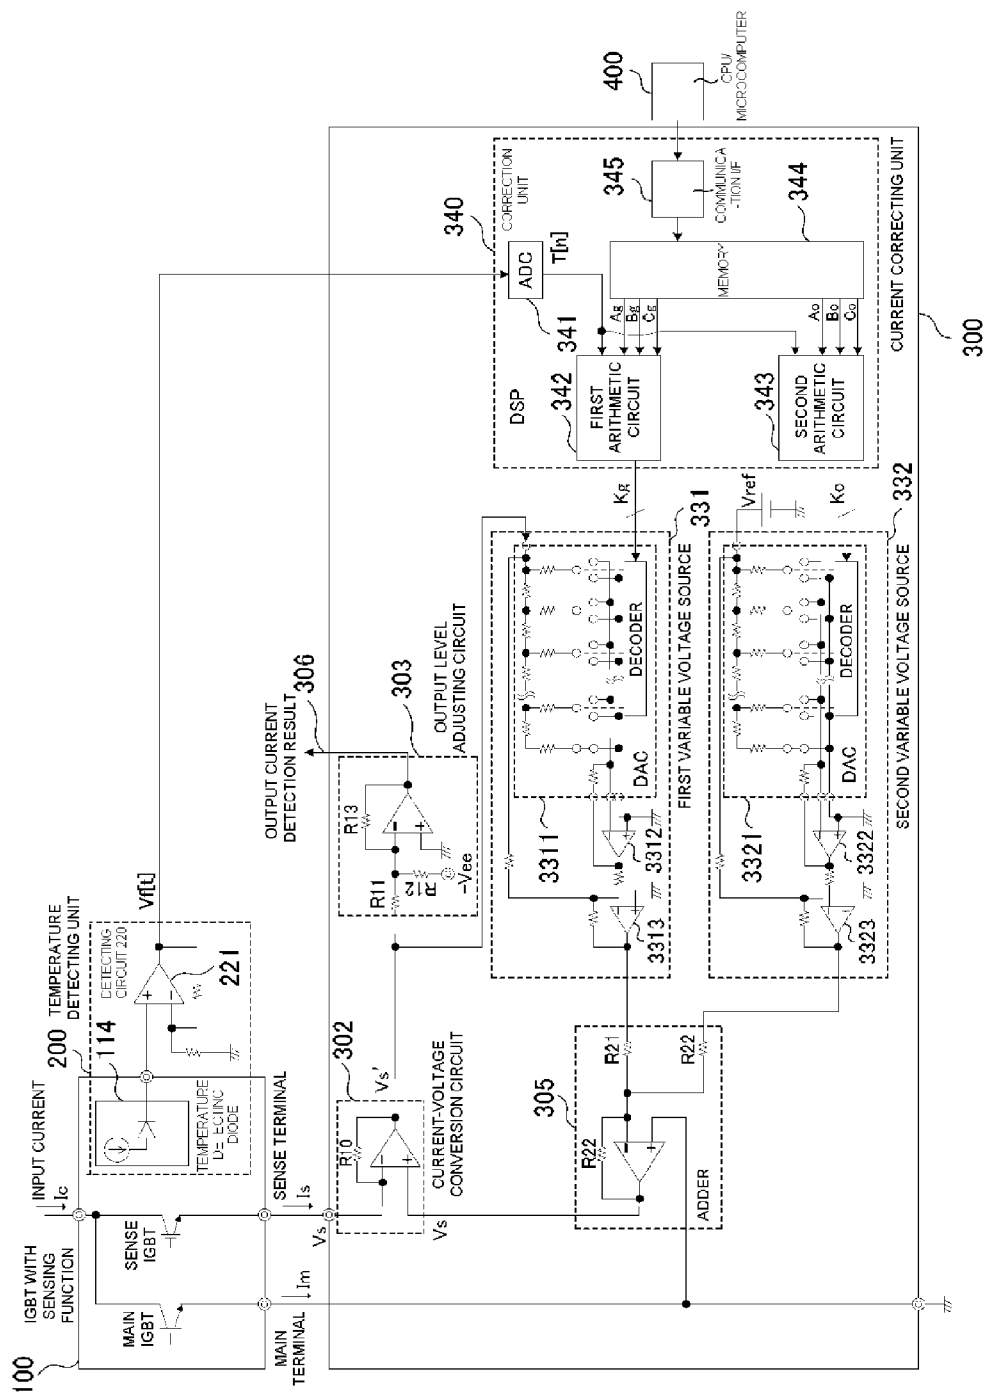 100
IGBT WITH
SENSING
FUNCTION
INPUT CURRENT
Ic
MAIN
IGBT
SENSE
IGBT
MAIN
TERMINAL
Im
SENSE TERMINAL
Is
Vs
200
TEMPERATURE
DETECTING UNIT
114
TEMPERATURE
DETECTING
DIODE
DETECTING
CIRCUIT 220
221
Vf[t]
302
R10
Vs
Vs'
CURRENT-VOLTAGE
CONVERSION CIRCUIT
OUTPUT CURRENT
DETECTION RESULT
306
303
R13
R11
R12
-Vee
OUTPUT LEVEL
ADJUSTING CIRCUIT
305
R22
R21
R22
ADDER
3311
3312
3313
DAC
DECODER
331
FIRST VARIABLE VOLTAGE SOURCE
Kg
3321
3322
3323
DAC
DECODER
Vref
Ko
332
SECOND VARIABLE VOLTAGE SOURCE
340
CORRECTION
UNIT
DSP
ADC
341
T[n]
342
FIRST
ARITHMETIC
CIRCUIT
Ag
Bg
Cg
343
SECOND
ARITHMETIC
CIRCUIT
Ao
Bo
Co
MEMORY
344
345
COMMUNICA
-TION I/F
400
CPU/
MICROCOMPUTER
CURRENT CORRECTING UNIT
300